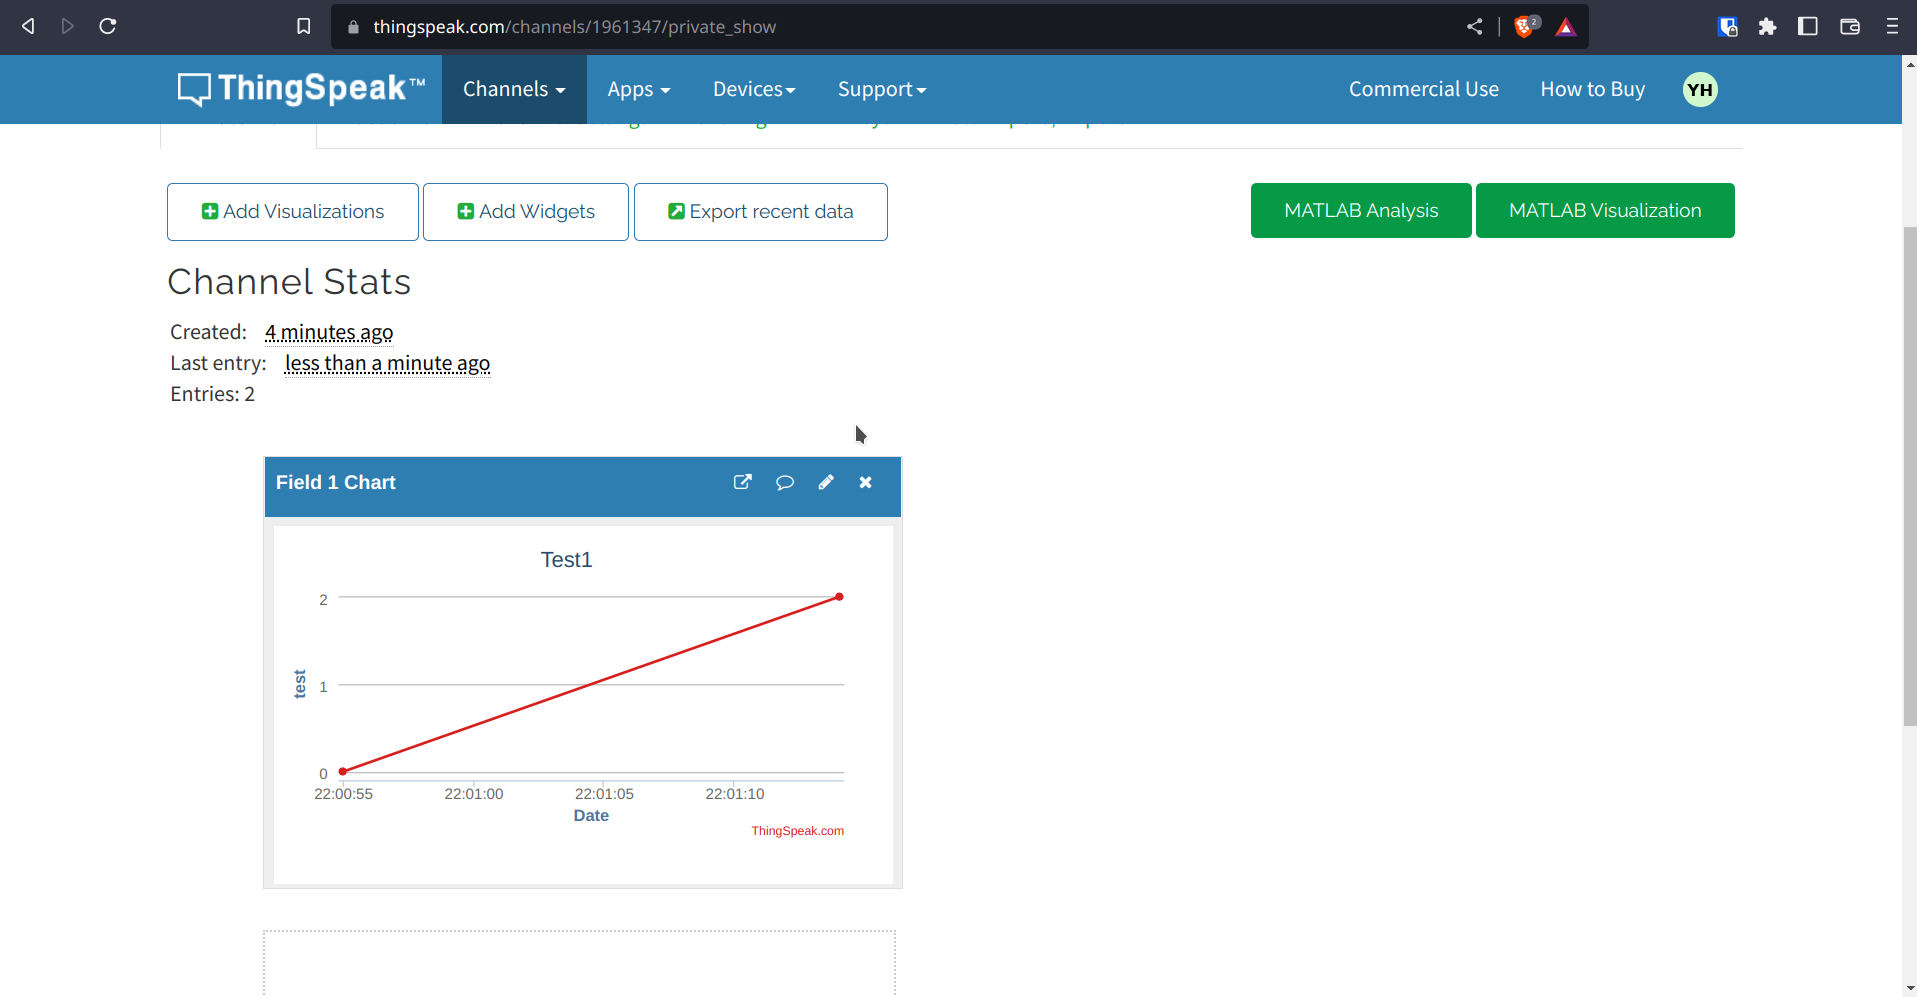 thingspeak.com/channels/1961347/private_show
2
ThingSpeak™
Channels
Apps
Devices
Support
Commercial Use
How to Buy
YH
Add Visualizations
Add Widgets
Export recent data
MATLAB Analysis
MATLAB Visualization
Channel Stats
Created: 4 minutes ago
Last entry: less than a minute ago
Entries: 2
Field 1 Chart
Test1
2
test
1
0
22:00:55 22:01:00 22:01:05 22:01:10
Date
ThingSpeak.com